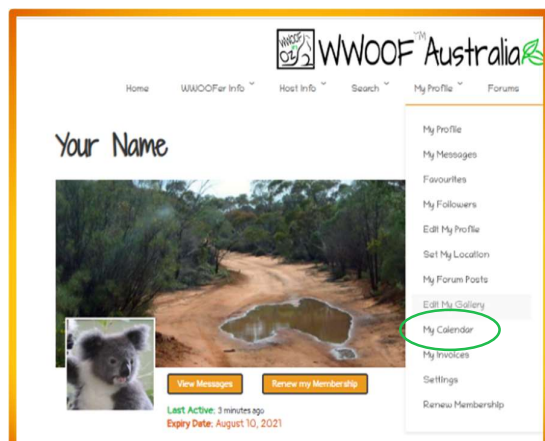 WWOOF OZ WWOOF™ Australia
Home WWOOFer Info Host Info Search My Profile Forums
Your Name
My Profile
My Messages
Favourites
My Followers
Edit My Profile
Set My Location
My Forum Posts
Edit My Gallery
My Calendar
My Invoices
Settings
Renew Membership
View Messages Renew my Membership
Last Active: 3 minutes ago
Expiry Date: August 10, 2021